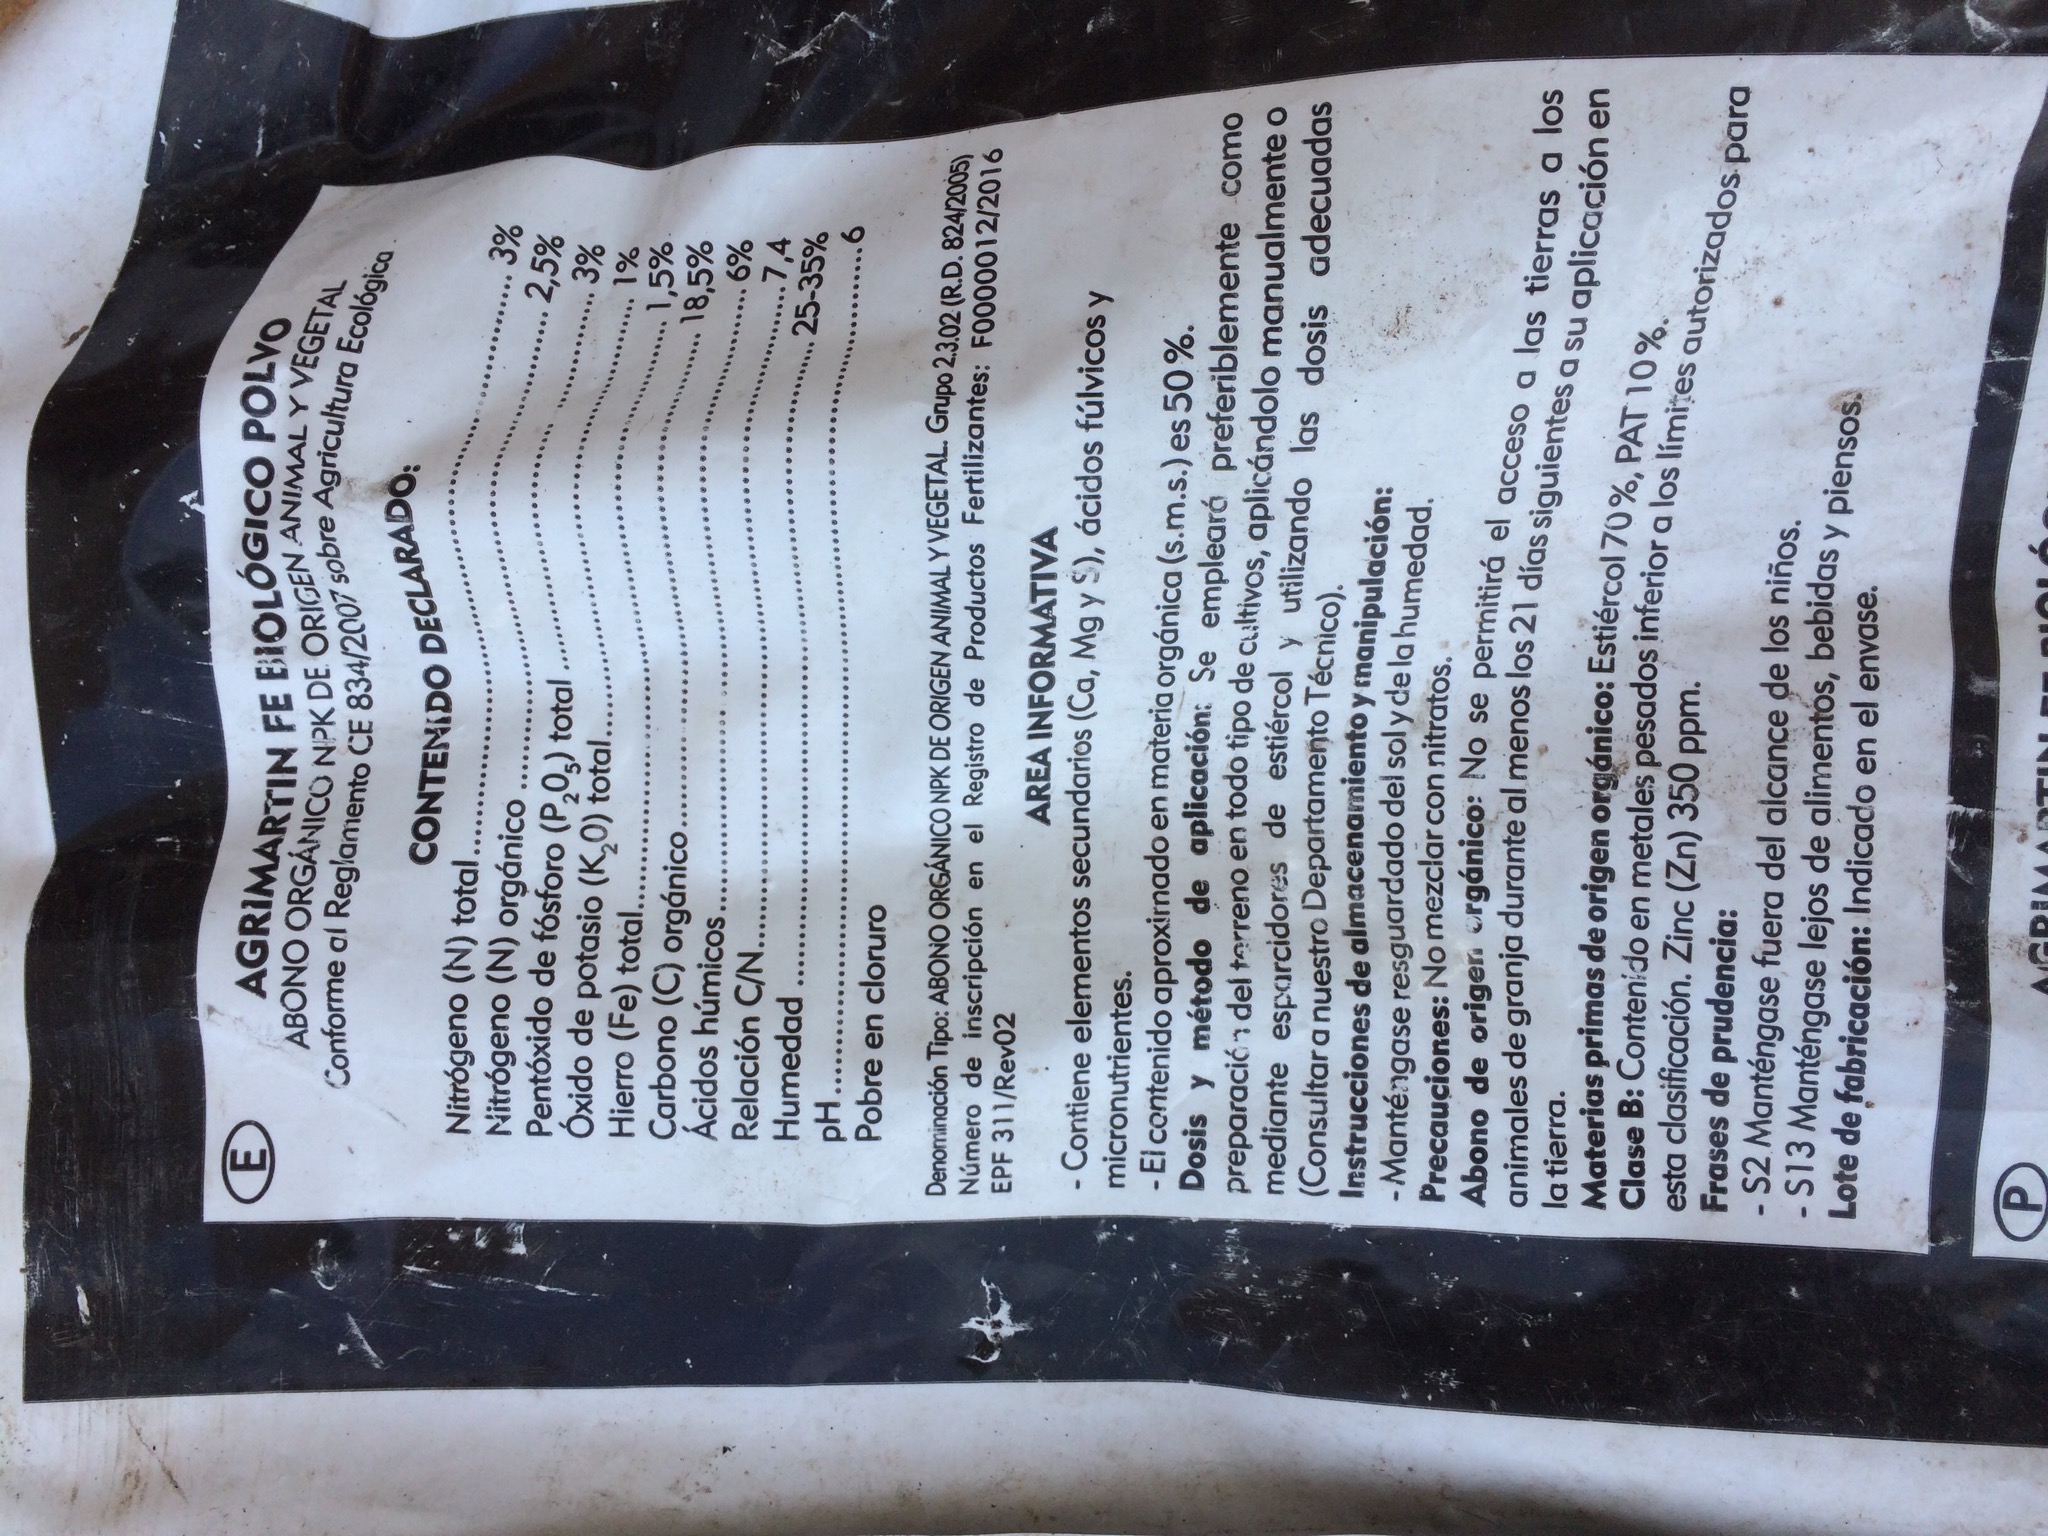 E
AGRIMARTIN FE BIOLÓGICO POLVO
ABONO ORGÁNICO NPK DE ORIGEN ANIMAL Y VEGETAL
Conforme al Reglamento CE 834/2007 sobre Agricultura Ecológica
CONTENIDO DECLARADO:
Nitrógeno (N) total........................ 3%
Nitrógeno (N) orgánico........................ 2,5%
Pentóxido de fósforo (P₂O₅) total........................ 3%
Óxido de potasio (K₂O) total........................ 1%
Hierro (Fe) total........................ 1,5%
Carbono (C) orgánico........................ 18,5%
Ácidos húmicos........................ 6%
Relación C/N........................ 7,4
Humedad........................ 25-35%
pH........................ 6
Pobre en cloruro
Denominación Tipo: ABONO ORGÁNICO NPK DE ORIGEN ANIMAL Y VEGETAL. Grupo 2.3.02 (R.D. 824/2005)
Número de inscripción en el Registro de Productos Fertilizantes: F0000012/2016
EPF 311/Rev02
AREA INFORMATIVA
- Contiene elementos secundarios (Ca, Mg y S), ácidos fúlvicos y
micronutrientes.
- El contenido aproximado en materia orgánica (s.m.s.) es 50%.
Dosis y método de aplicación: Se empleará preferiblemente como
preparación del terreno en todo tipo de cultivos, aplicándolo manualmente o
mediante esparcidores de estiércol y utilizando las dosis adecuadas
(Consultar a nuestro Departamento Técnico).
Instrucciones de almacenamiento y manipulación:
- Manténgase resguardado del sol y de la humedad.
Precauciones: No mezclar con nitratos.
Abono de origen orgánico: No se permitirá el acceso a las tierras a los
animales de granja durante al menos los 21 días siguientes a su aplicación en
la tierra.
Materias primas de origen orgánico: Estiércol 70%, PAT 10%.
Clase B: Contenido en metales pesados inferior a los límites autorizados para
esta clasificación. Zinc (Zn) 350 ppm.
Frases de prudencia:
- S2 Manténgase fuera del alcance de los niños.
- S13 Manténgase lejos de alimentos, bebidas y piensos.
Lote de fabricación: Indicado en el envase.
P